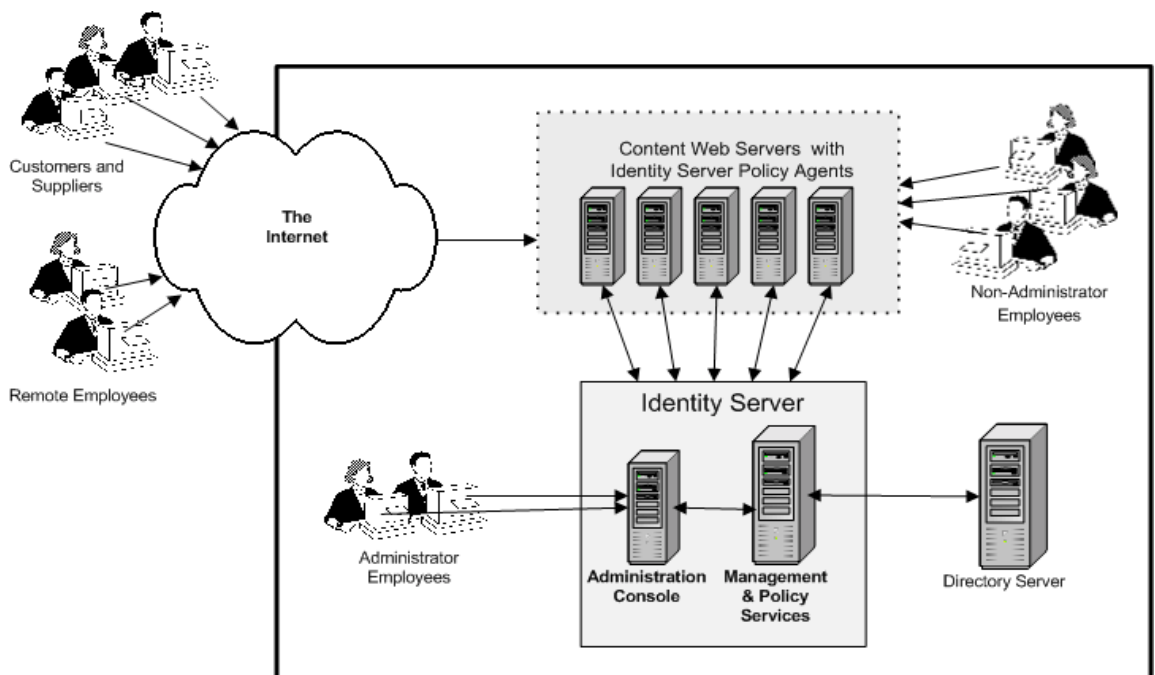 Customers and
Suppliers
The
Internet
Content Web Servers with
Identity Server Policy Agents
Non-Administrator
Employees
Remote Employees
Identity Server
Administrator
Employees
Administration
Console
Management
& Policy
Services
Directory Server